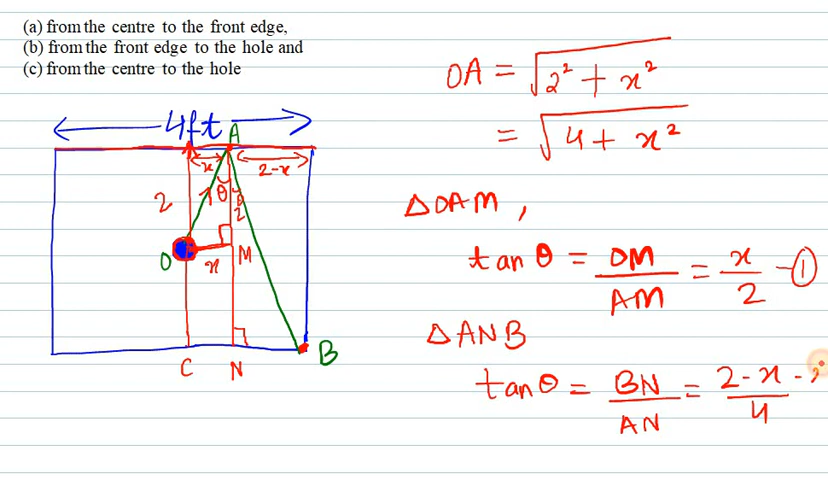 (a) from the centre to the front edge,
(b) from the front edge to the hole and
(c) from the centre to the hole
OA = √2² + x²
= √4 + x²
4ft
A
x
2-x
2
θ
θ
2
O
x
M
C
N
B
△OAM,
tan θ = OM/AM = x/2 -①
△ANB
tan θ = BN/AN = 2-x/4 -